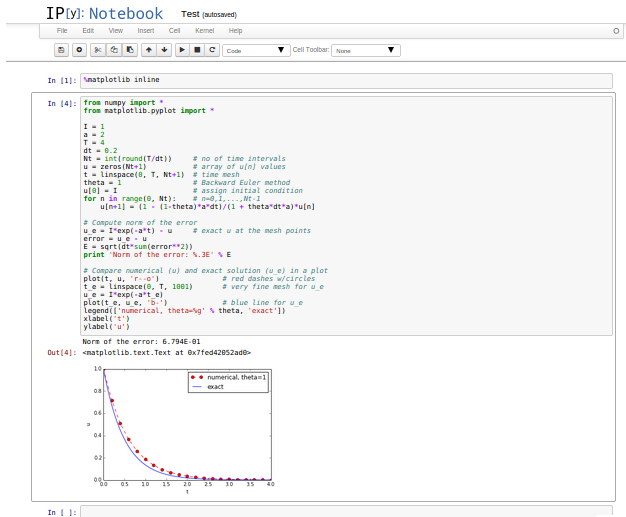 IP[y]: Notebook Test (autosaved)
File Edit View Insert Cell Kernel Help
Code Cell Toolbar: None
In [1]: %matplotlib inline
In [4]: from numpy import *
from matplotlib.pyplot import *
I = 1
a = 2
T = 4
dt = 0.2
Nt = int(round(T/dt)) # no of time intervals
u = zeros(Nt+1) # array of u[n] values
t = linspace(0, T, Nt+1) # time mesh
theta = 1 # Backward Euler method
u[0] = I # assign initial condition
for n in range(0, Nt): # n=0,1,...,Nt-1
u[n+1] = (1 - (1-theta)*a*dt)/(1 + theta*dt*a)*u[n]
# Compute norm of the error
u_e = I*exp(-a*t) - u # exact u at the mesh points
error = u_e - u
E = sqrt(dt*sum(error**2))
print 'Norm of the error: %.3E' % E
# Compare numerical (u) and exact solution (u_e) in a plot
plot(t, u, 'r--o') # red dashes w/circles
t_e = linspace(0, T, 1001) # very fine mesh for u_e
u_e = I*exp(-a*t_e)
plot(t_e, u_e, 'b-') # blue line for u_e
legend(['numerical, theta=%g' % theta, 'exact'])
xlabel('t')
ylabel('u')
Norm of the error: 6.794E-01
Out[4]: <matplotlib.text.Text at 0x7fed42052ad0>
numerical, theta=1
exact
1.0
0.8
0.6
0.4
0.2
0.0
u
0.0 0.5 1.0 1.5 2.0 2.5 3.0 3.5 4.0
t
In [ ]: